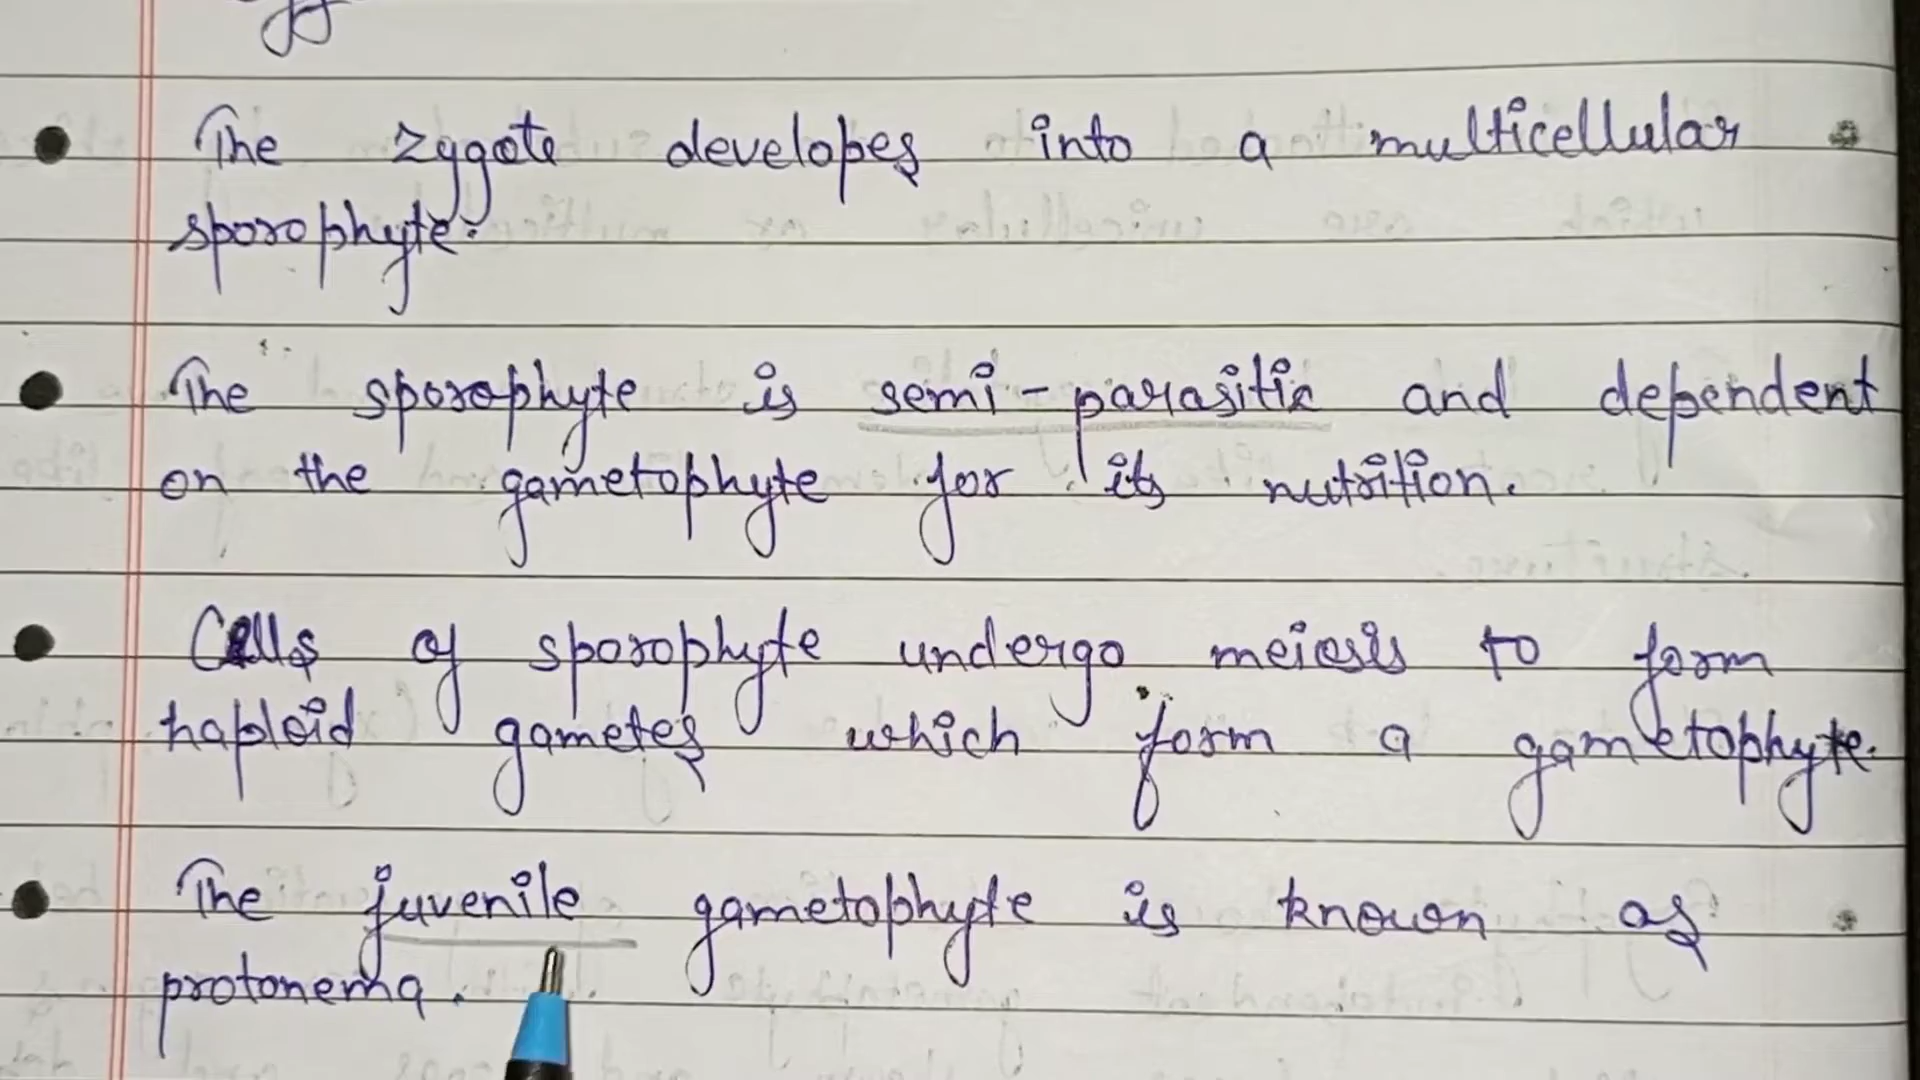 The zygote developes into a multicellular
sporophyte.
The sporophyte is semi-parasitic and dependent
on the gametophyte for its nutrition.
Cells of sporophyte undergo meiosis to form
haploid gametes which form a gametophyte.
The juvenile gametophyte is known as
protonema.